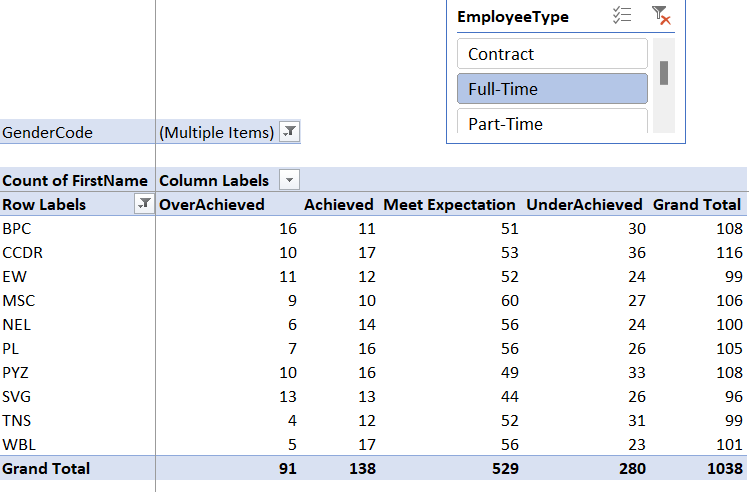 EmployeeType
Contract
Full-Time
Part-Time
GenderCode (Multiple Items)
Count of FirstName Column Labels
Row Labels OverAchieved Achieved Meet Expectation UnderAchieved Grand Total
BPC 16 11 51 30 108
CCDR 10 17 53 36 116
EW 11 12 52 24 99
MSC 9 10 60 27 106
NEL 6 14 56 24 100
PL 7 16 56 26 105
PYZ 10 16 49 33 108
SVG 13 13 44 26 96
TNS 4 12 52 31 99
WBL 5 17 56 23 101
Grand Total 91 138 529 280 1038